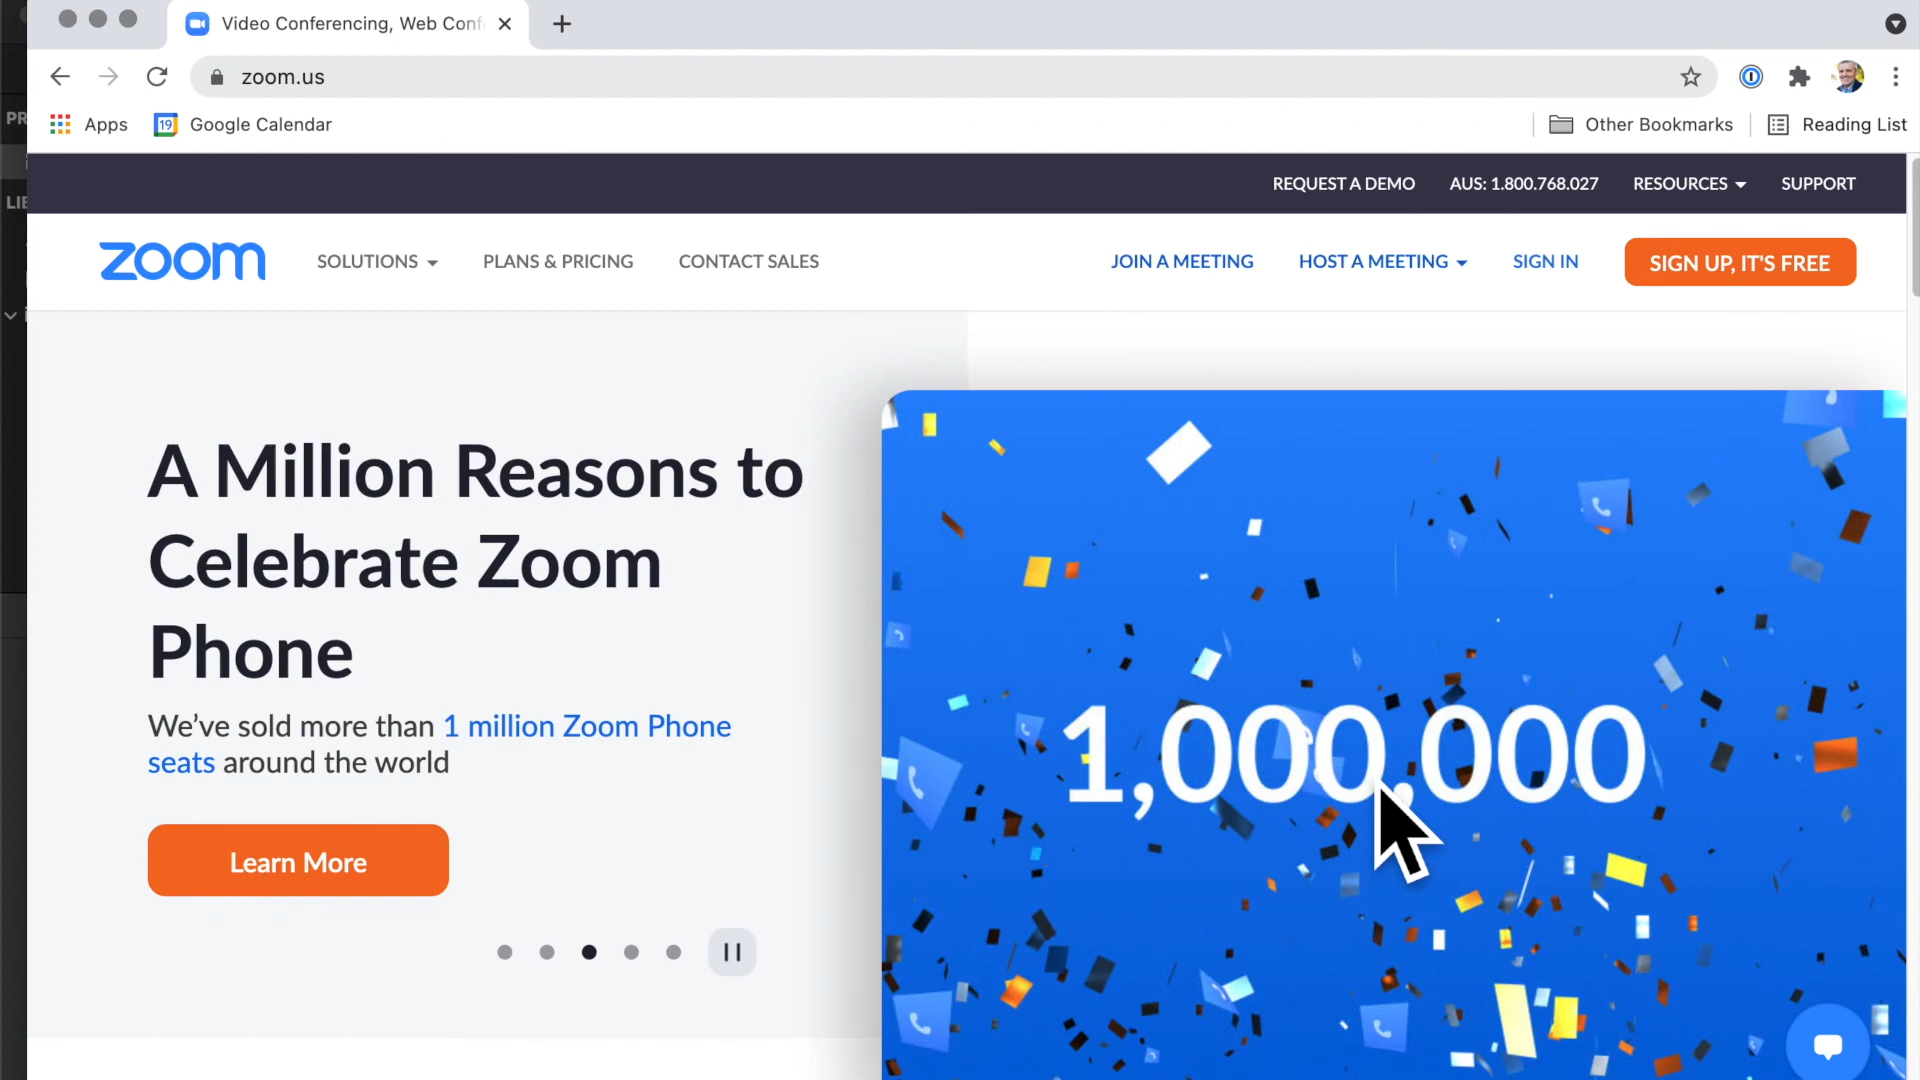 Video Conferencing, Web Conf
zoom.us
Apps
19
Google Calendar
Other Bookmarks
Reading List
PR
LIE
REQUEST A DEMO
AUS: 1.800.768.027
RESOURCES
SUPPORT
zoom
SOLUTIONS
PLANS & PRICING
CONTACT SALES
JOIN A MEETING
HOST A MEETING
SIGN IN
SIGN UP, IT'S FREE
A Million Reasons to
Celebrate Zoom
Phone
We’ve sold more than 1 million Zoom Phone
seats around the world
Learn More
1,000,000